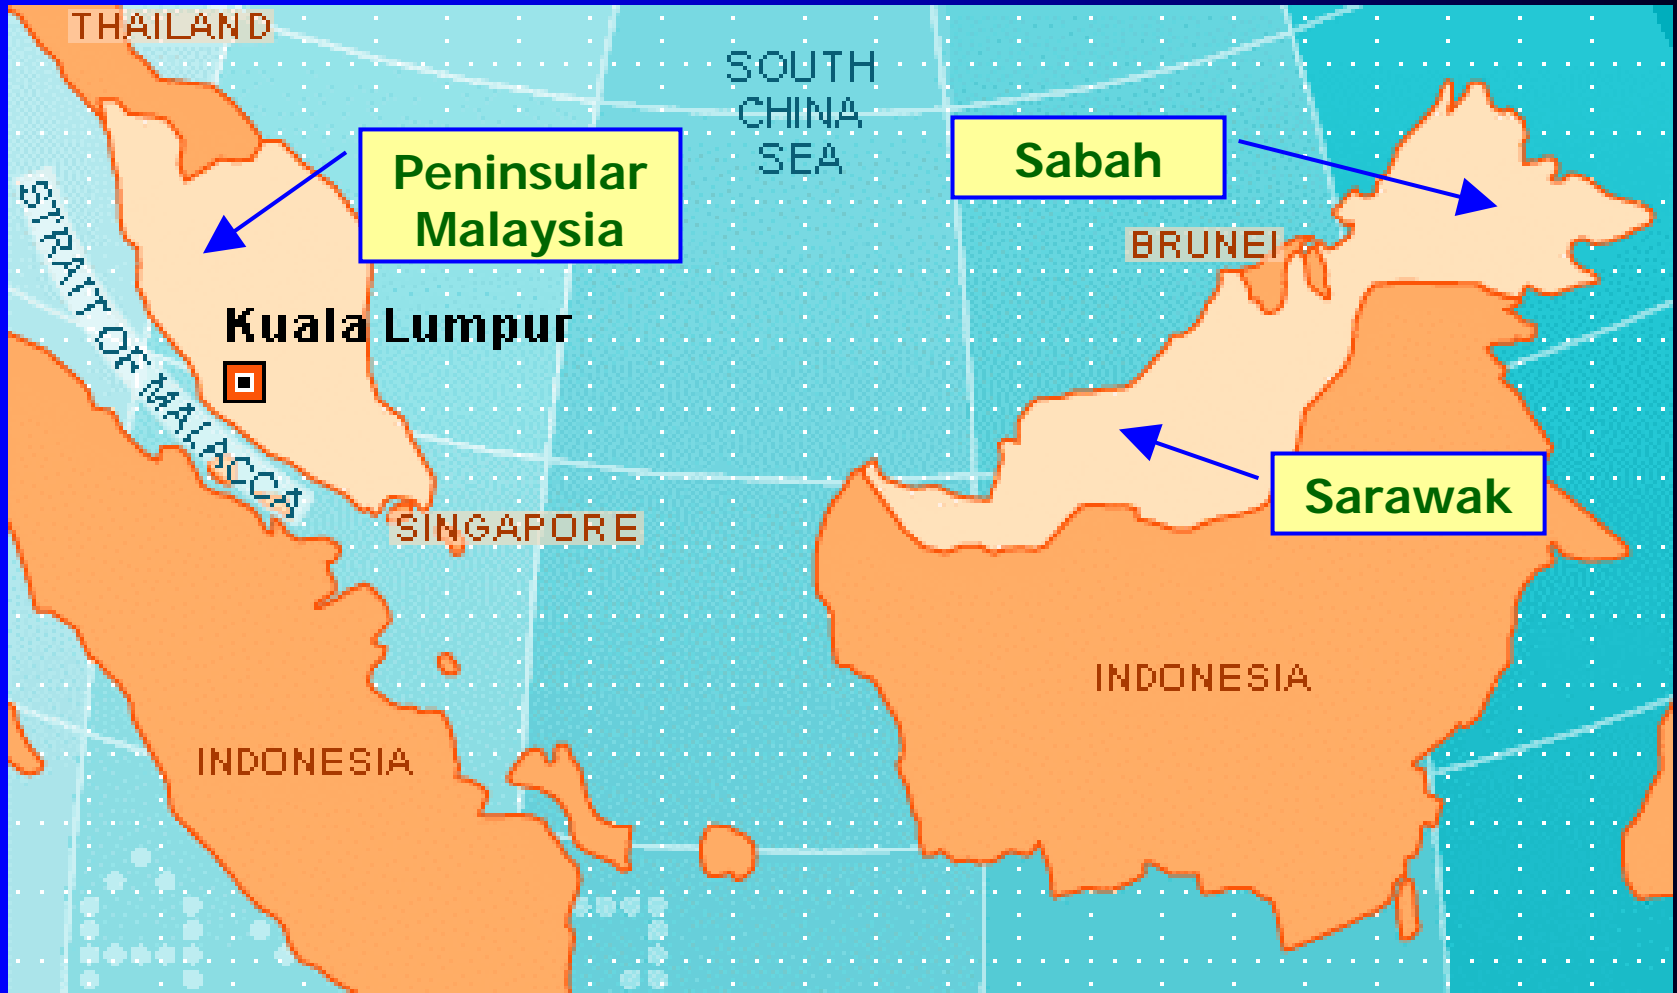 THAILAND
SOUTH
CHINA
SEA
Peninsular
Malaysia
Sabah
STRAIT OF MALACCA
BRUNEI
Kuala Lumpur
Sarawak
SINGAPORE
INDONESIA
INDONESIA